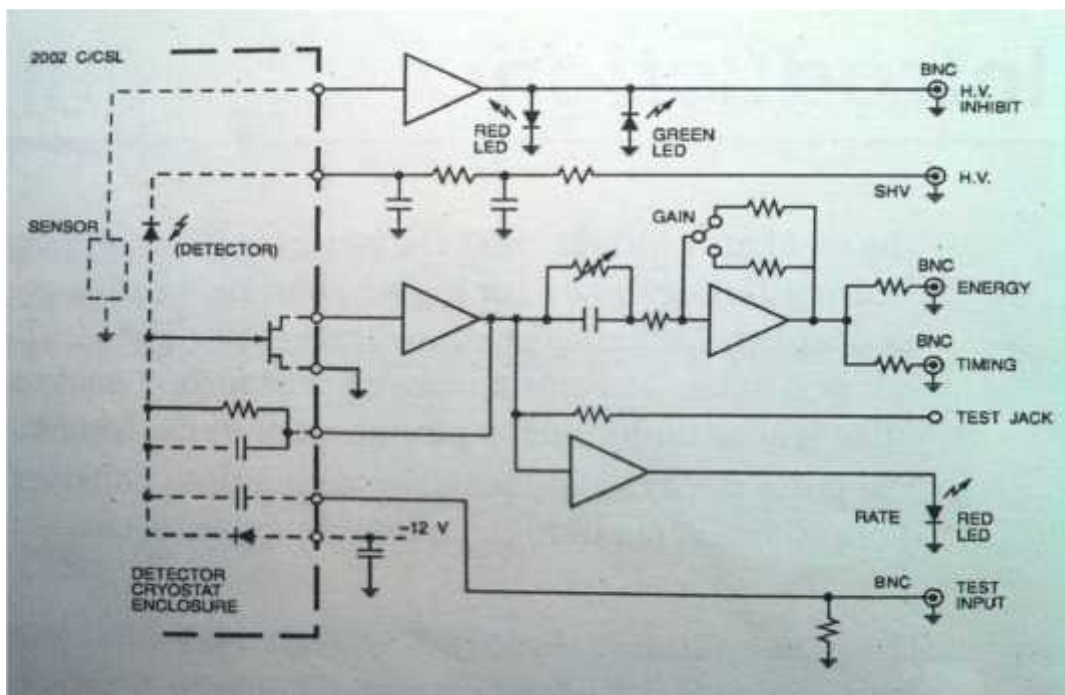 2002 C/CSL
BNC
H.V.
INHIBIT
RED
LED
GREEN
LED
SHV
H.V.
SENSOR
(DETECTOR)
GAIN
BNC
ENERGY
BNC
TIMING
TEST JACK
RATE
RED
LED
-12 V
DETECTOR
CRYOSTAT
ENCLOSURE
BNC
TEST
INPUT